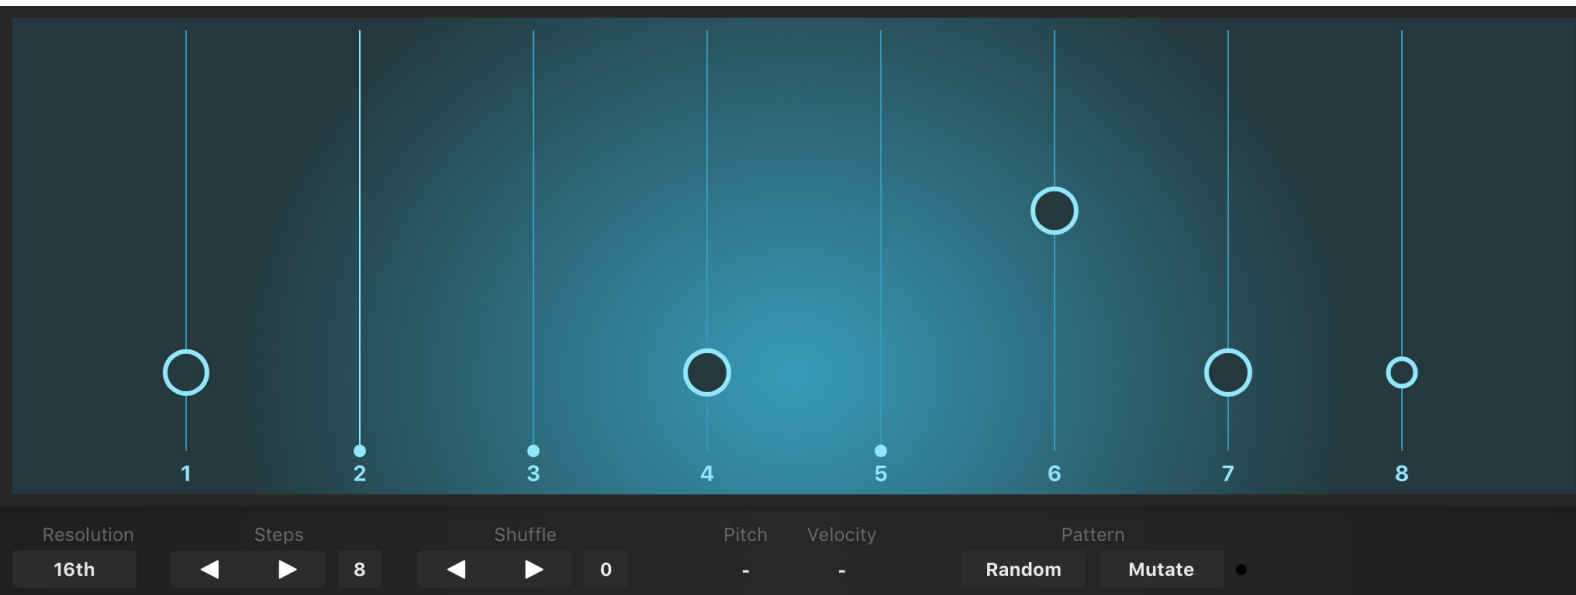 1 2 3 4 5 6 7 8
Resolution Steps Shuffle Pitch Velocity Pattern
16th 8 0 - - Random Mutate